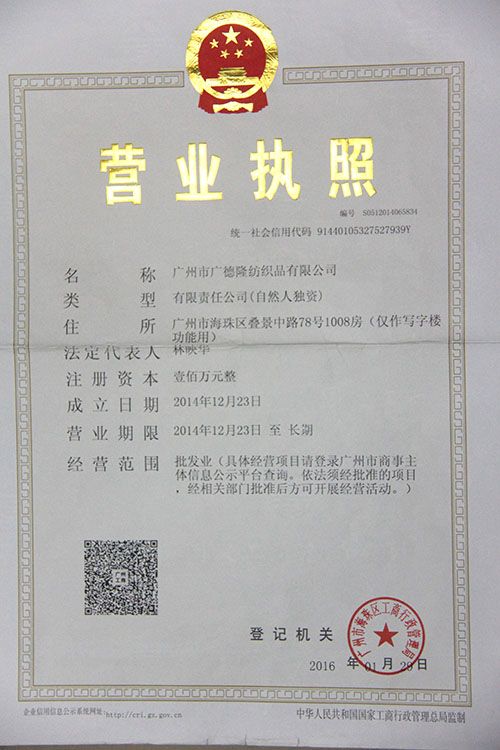 营业执照
编号 S0512014065834
统一社会信用代码 91440105327527939Y
名称 广州市广德隆纺织品有限公司
类型 有限责任公司(自然人独资)
住所 广州市海珠区叠景中路78号1008房（仅作写字楼
功能用）
法定代表人 林映华
注册资本 壹佰万元整
成立日期 2014年12月23日
营业期限 2014年12月23日 至 长期
经营范围 批发业（具体经营项目请登录广州市商事主
体信息公示平台查询。依法须经批准的项目
，经相关部门批准后方可开展经营活动。）
登记机关
广州市海珠区工商行政管理局
2016 年 01 月 29 日
企业信用信息公示系统网址：http://cri.gz.gov.cn
中华人民共和国国家工商行政管理总局监制